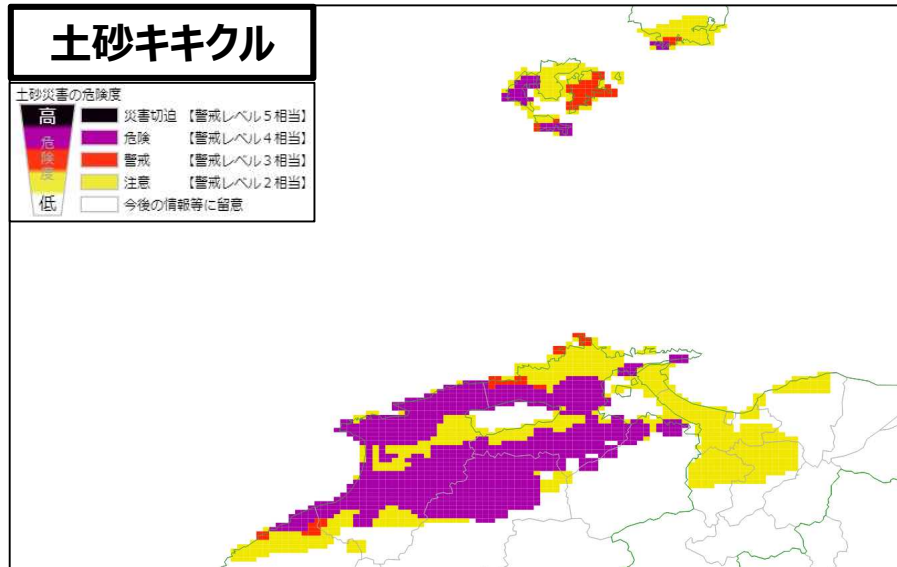 土砂キキクル
土砂災害の危険度
高
危険度
低
災害切迫 【警戒レベル5相当】
危険 【警戒レベル4相当】
警戒 【警戒レベル3相当】
注意 【警戒レベル2相当】
今後の情報等に留意